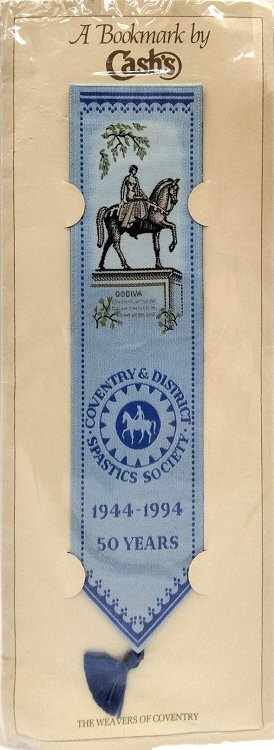 A Bookmark by
Cash's
GODIVA
· COVENTRY & DISTRICT ·
SPASTICS SOCIETY
1944-1994
50 YEARS
THE WEAVERS OF COVENTRY